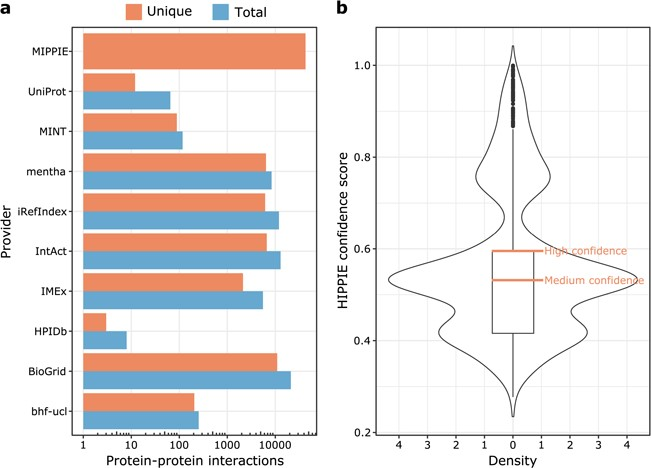 a
Unique Total
Provider
MIPPIE
UniProt
MINT
mentha
iRefIndex
IntAct
IMEx
HPIDb
BioGrid
bhf-ucl
1 10 100 1000 10000
Protein-protein interactions
b
HIPPIE confidence score
1.0
0.8
0.6
0.4
0.2
High confidence
Medium confidence
4 3 2 1 0 1 2 3 4
Density